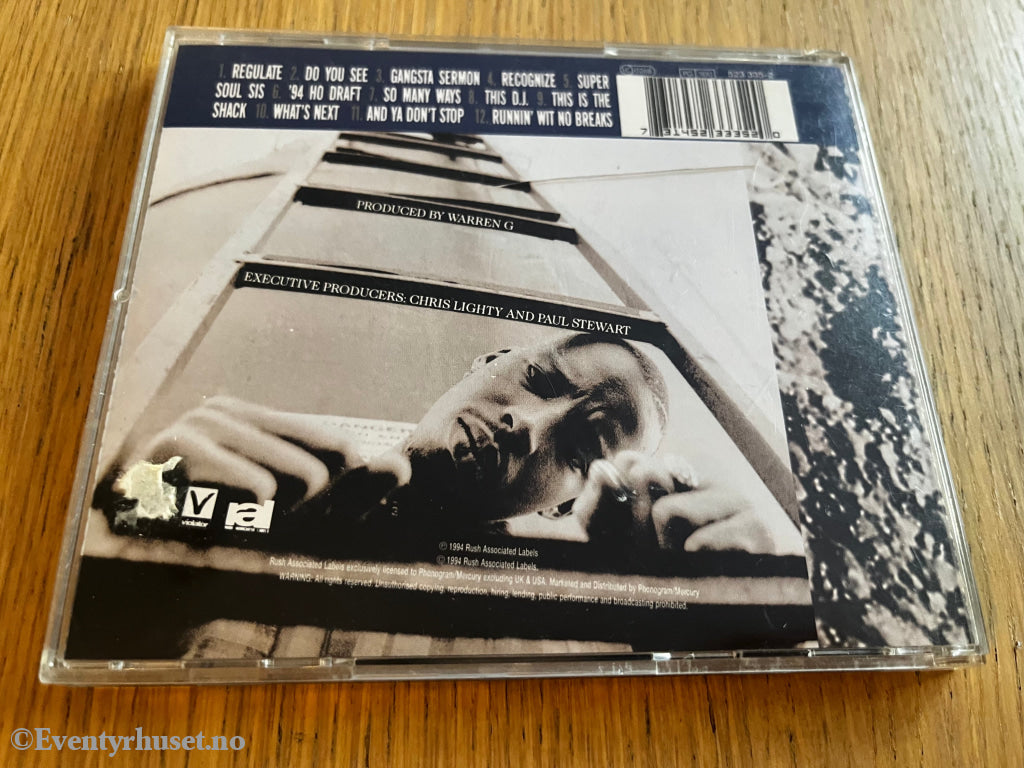 1. REGULATE 2. DO YOU SEE 3. GANGSTA SERMON 4. RECOGNIZE 5. SUPER
SOUL SIS 6. '94 HO DRAFT 7. SO MANY WAYS 8. THIS D.J. 9. THIS IS THE
SHACK 10. WHAT'S NEXT 11. AND YA DON'T STOP 12. RUNNIN' WIT NO BREAKS
523 335-2
7 31452 33352 0
PRODUCED BY WARREN G
EXECUTIVE PRODUCERS: CHRIS LIGHTY AND PAUL STEWART
DANGER
V
violator
ral
℗ 1994 Rush Associated Labels
© 1994 Rush Associated Labels.
Rush Associated Labels exclusively licensed to Phonogram/Mercury excluding UK & USA. Marketed and Distributed by Phonogram/Mercury
WARNING: All rights reserved. Unauthorised copying, reproduction, hiring, lending, public performance and broadcasting prohibited.
©Eventyrhuset.no